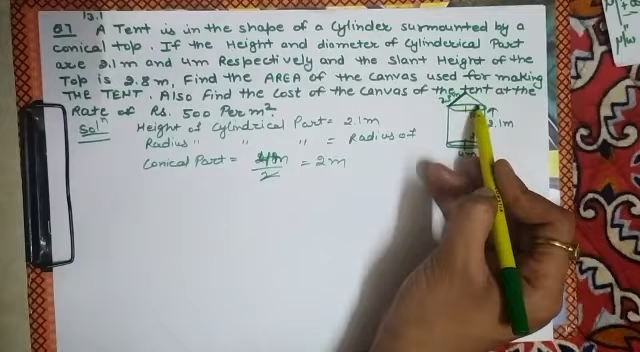 13.1
Q7 A Tent is in the shape of a cylinder surmounted by a
conical top. If the Height and diameter of cylinderical Part
are 2.1m and 4m Respectively and the Slant Height of the
Top is 2.8m, Find the AREA of the Canvas used for making
THE TENT. Also find the Cost of the Canvas of the tent at the
Rate of Rs. 500 Per m².
Solⁿ Height of Cylindrical Part = 2.1m
Radius " " " = Radius of
Conical Part = 4m/2 = 2m
2.1m